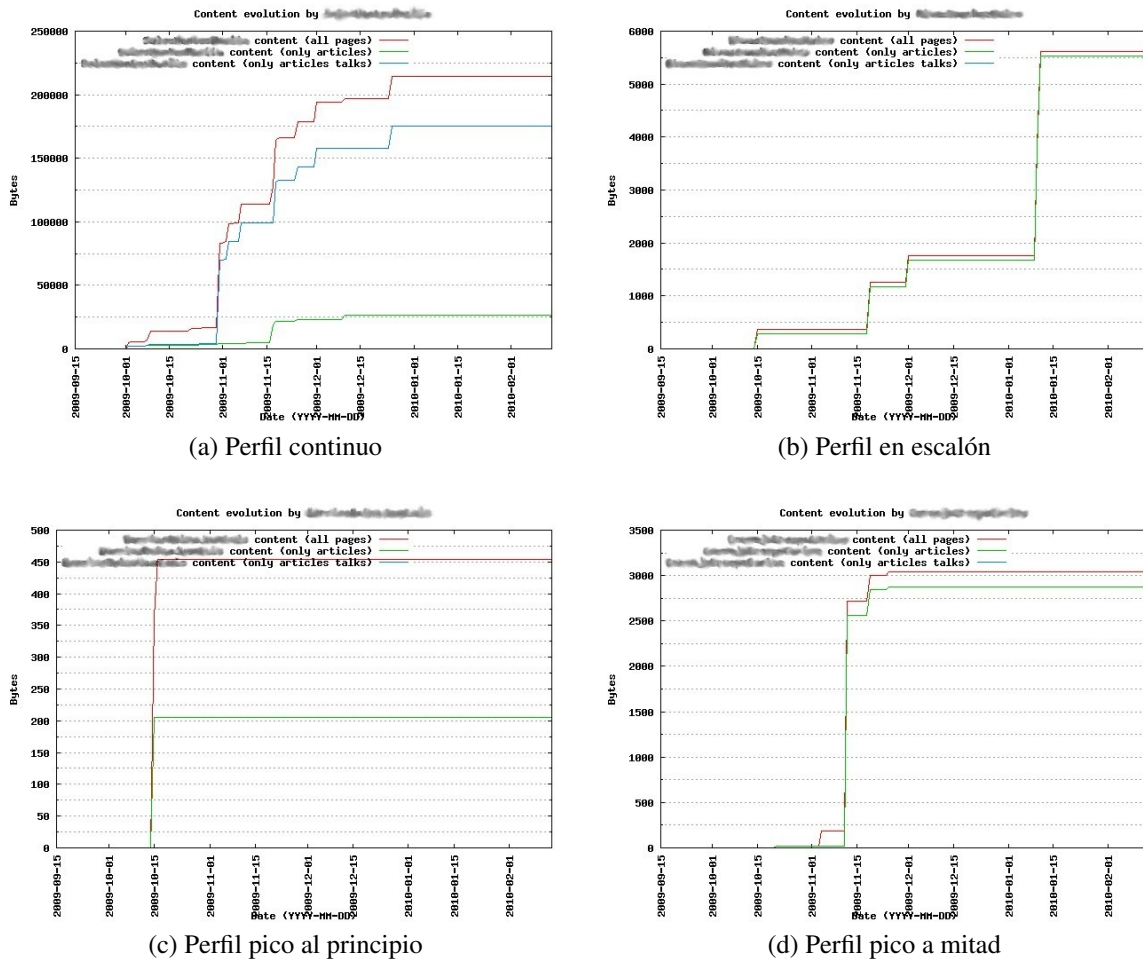 Content evolution by
content (all pages)
content (only articles)
content (only articles talks)
250000
200000
150000
100000
50000
0
Bytes
2009-09-15
2009-10-01
2009-10-15
2009-11-01
2009-11-15
2009-12-01
2009-12-15
2010-01-01
2010-01-15
2010-02-01
Date (YYYY-MM-DD)
(a) Perfil continuo
Content evolution by
content (all pages)
content (only articles)
content (only articles talks)
6000
5000
4000
3000
2000
1000
0
Bytes
2009-09-15
2009-10-01
2009-10-15
2009-11-01
2009-11-15
2009-12-01
2009-12-15
2010-01-01
2010-01-15
2010-02-01
Date (YYYY-MM-DD)
(b) Perfil en escalón
Content evolution by
content (all pages)
content (only articles)
content (only articles talks)
500
450
400
350
300
250
200
150
100
50
0
Bytes
2009-09-15
2009-10-01
2009-10-15
2009-11-01
2009-11-15
2009-12-01
2009-12-15
2010-01-01
2010-01-15
2010-02-01
Date (YYYY-MM-DD)
(c) Perfil pico al principio
Content evolution by
content (all pages)
content (only articles)
content (only articles talks)
3500
3000
2500
2000
1500
1000
500
0
Bytes
2009-09-15
2009-10-01
2009-10-15
2009-11-01
2009-11-15
2009-12-01
2009-12-15
2010-01-01
2010-01-15
2010-02-01
Date (YYYY-MM-DD)
(d) Perfil pico a mitad